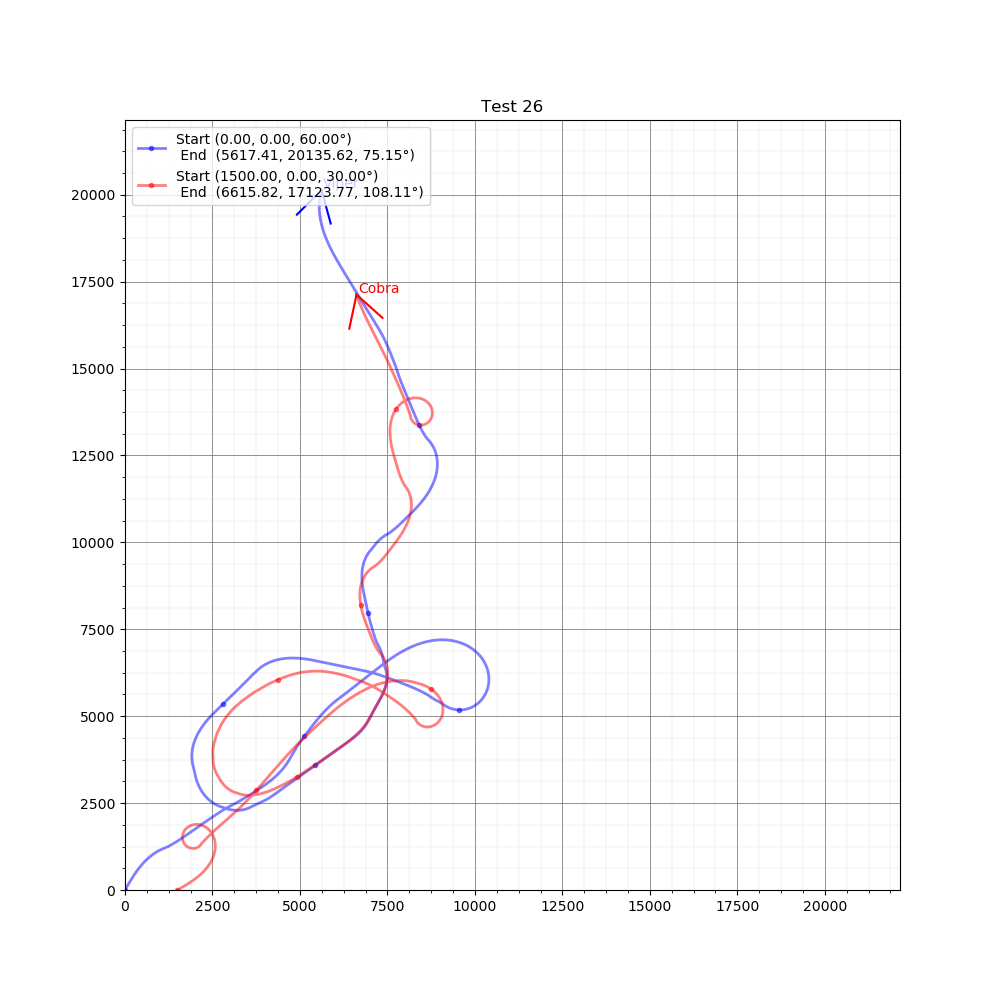 Test 26
Start (0.00, 0.00, 60.00°)
End (5617.41, 20135.62, 75.15°)
Start (1500.00, 0.00, 30.00°)
End (6615.82, 17123.77, 108.11°)
Cobra
20000
17500
15000
12500
10000
7500
5000
2500
0
0 2500 5000 7500 10000 12500 15000 17500 20000